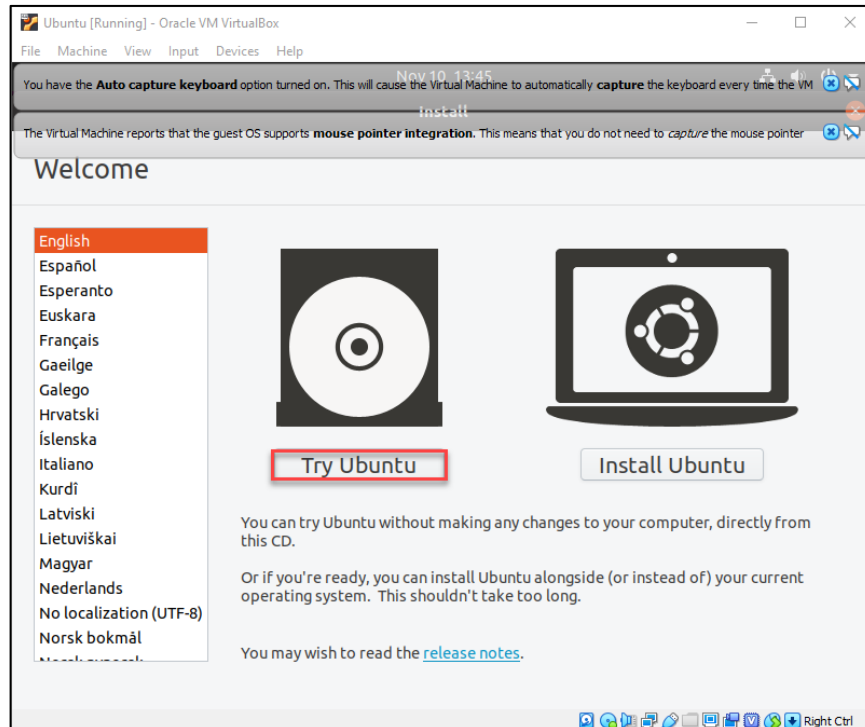 Ubuntu [Running] - Oracle VM VirtualBox
File Machine View Input Devices Help
Nov 10 13:45
You have the Auto capture keyboard option turned on. This will cause the Virtual Machine to automatically capture the keyboard every time the VM
Install
The Virtual Machine reports that the guest OS supports mouse pointer integration. This means that you do not need to capture the mouse pointer
Welcome
English
Español
Esperanto
Euskara
Français
Gaeilge
Galego
Hrvatski
Íslenska
Italiano
Kurdî
Latviski
Lietuviškai
Magyar
Nederlands
No localization (UTF-8)
Norsk bokmål
Try Ubuntu
Install Ubuntu
You can try Ubuntu without making any changes to your computer, directly from
this CD.
Or if you're ready, you can install Ubuntu alongside (or instead of) your current
operating system. This shouldn't take too long.
You may wish to read the release notes.
Right Ctrl